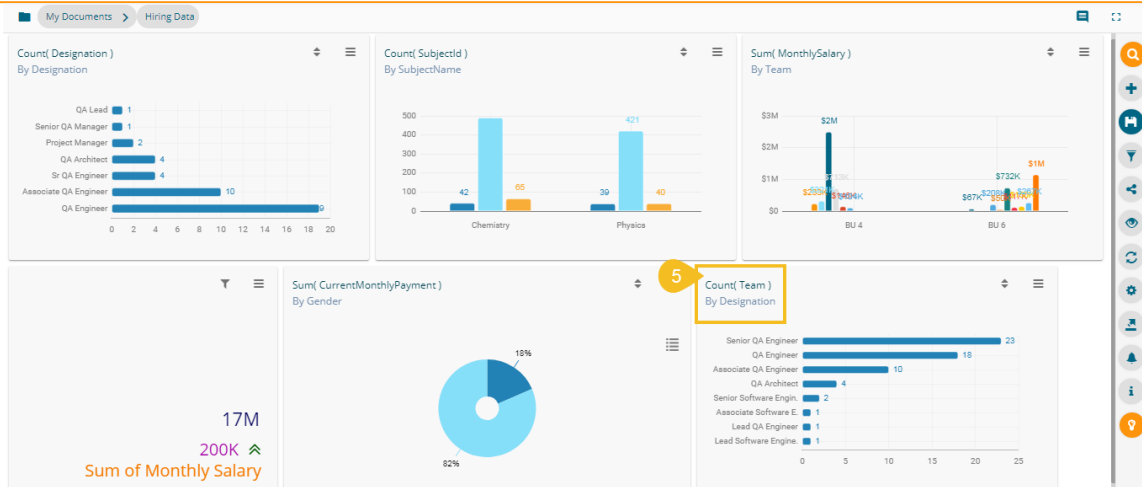 My Documents > Hiring Data
Count( Designation )
By Designation
QA Lead 1
Senior QA Manager 1
Project Manager 2
QA Architect 4
Sr QA Engineer 4
Associate QA Engineer 10
QA Engineer 9
0 2 4 6 8 10 12 14 16 18 20
Count( SubjectId )
By SubjectName
500
400
300
200
100
0
42 65 39 421 40
Chemistry Physics
Sum( MonthlySalary )
By Team
$3M
$2M
$1M
$0
$2M
$67K $732K $1M
BU 4 BU 6
17M
200K
Sum of Monthly Salary
Sum( CurrentMonthlyPayment )
By Gender
18%
82%
5
Count( Team )
By Designation
Senior QA Engineer 23
QA Engineer 18
Associate QA Engineer 10
QA Architect 4
Senior Software Engin. 2
Associate Software E. 1
Lead QA Engineer 1
Lead Software Engine. 1
0 5 10 15 20 25